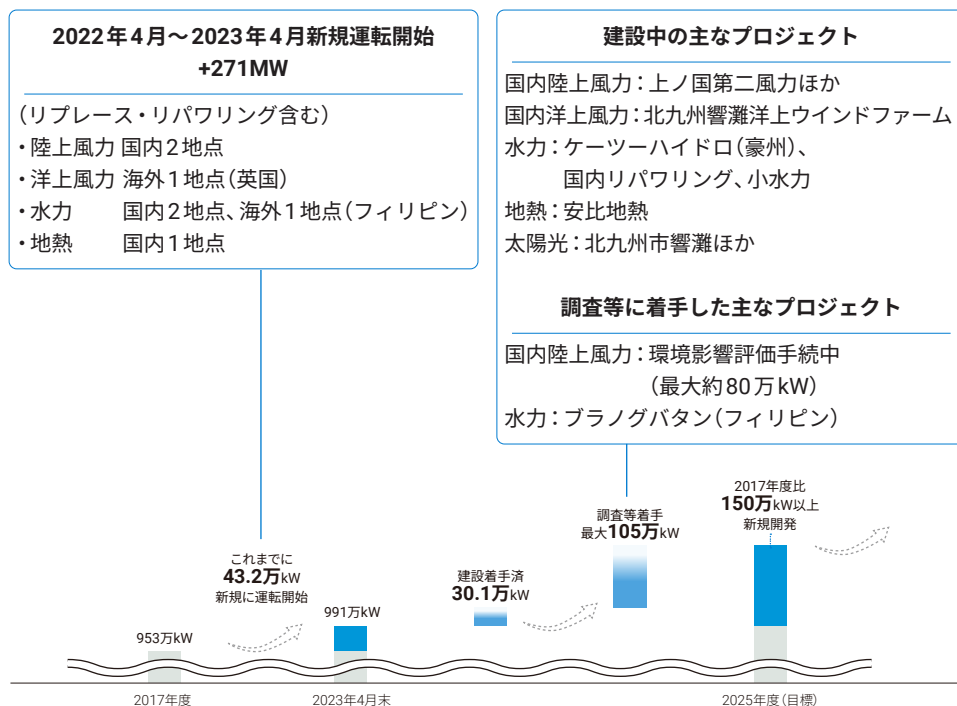 2022年4月～2023年4月新規運転開始
+271MW
（リプレース・リパワリング含む）
・陸上風力 国内2地点
・洋上風力 海外1地点（英国）
・水力 国内2地点、海外1地点（フィリピン）
・地熱 国内1地点
建設中の主なプロジェクト
国内陸上風力：上ノ国第二風力ほか
国内洋上風力：北九州響灘洋上ウインドファーム
水力：ケーツーハイドロ（豪州）、
国内リパワリング、小水力
地熱：安比地熱
太陽光：北九州市響灘ほか
調査等に着手した主なプロジェクト
国内陸上風力：環境影響評価手続中
（最大約80万kW）
水力：ブラノグバタン（フィリピン）
953万kW
これまでに
43.2万kW
新規に運転開始
991万kW
建設着手済
30.1万kW
調査等着手
最大105万kW
2017年度比
150万kW以上
新規開発
2017年度
2023年4月末
2025年度（目標）